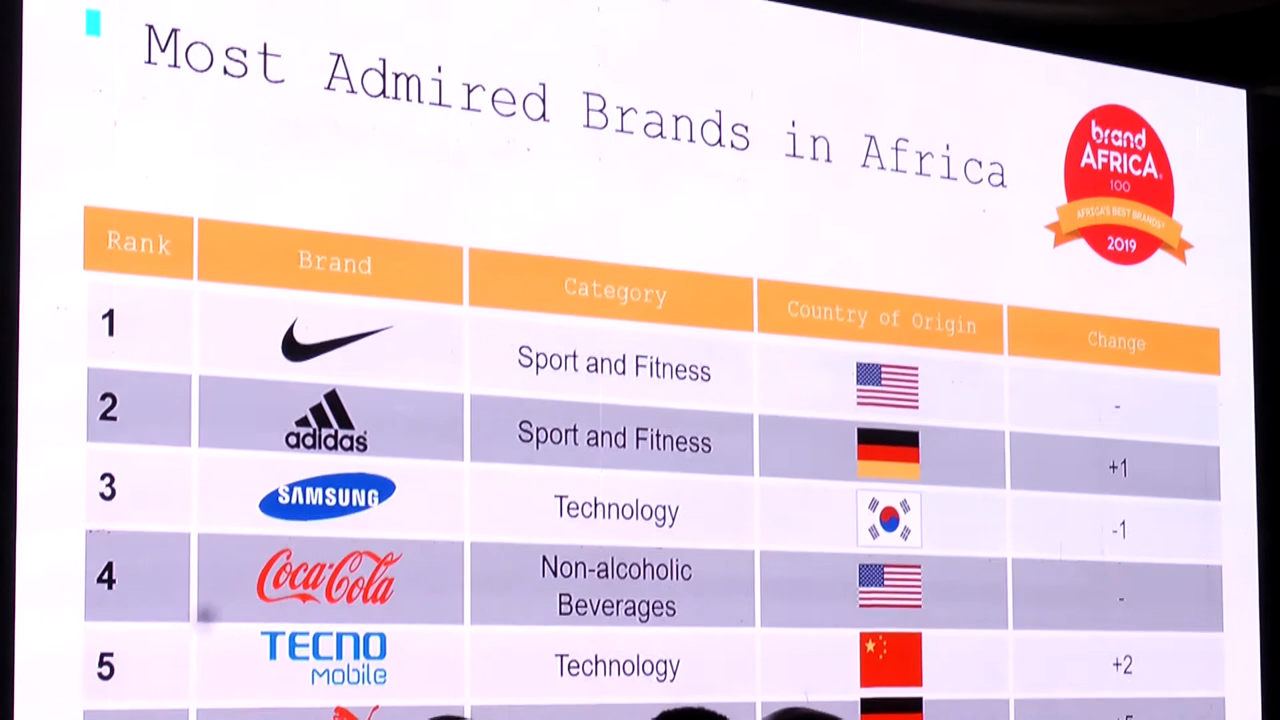 Most Admired Brands in Africa
brand
AFRICA.
100
AFRICA'S BEST BRANDS
2019
Rank Brand Category Country of Origin Change
1 Sport and Fitness -
2 adidas Sport and Fitness +1
3 SAMSUNG Technology -1
4 Coca-Cola Non-alcoholic
Beverages -
5 TECNO
mobile Technology +2